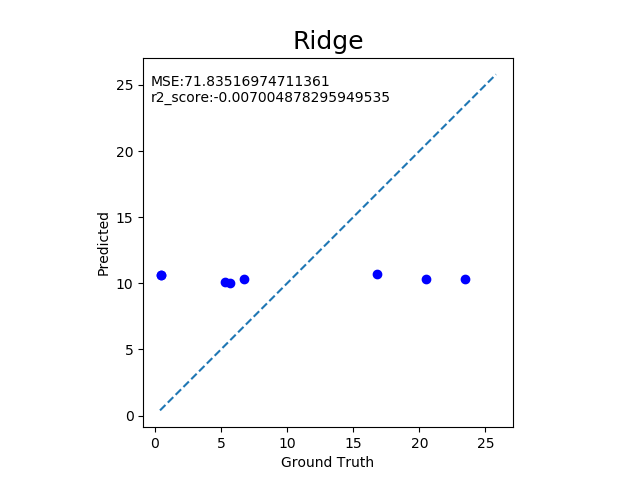 Ridge
MSE:71.83516974711361
r2_score:-0.007004878295949535
25
20
15
10
5
0
Predicted
0 5 10 15 20 25
Ground Truth